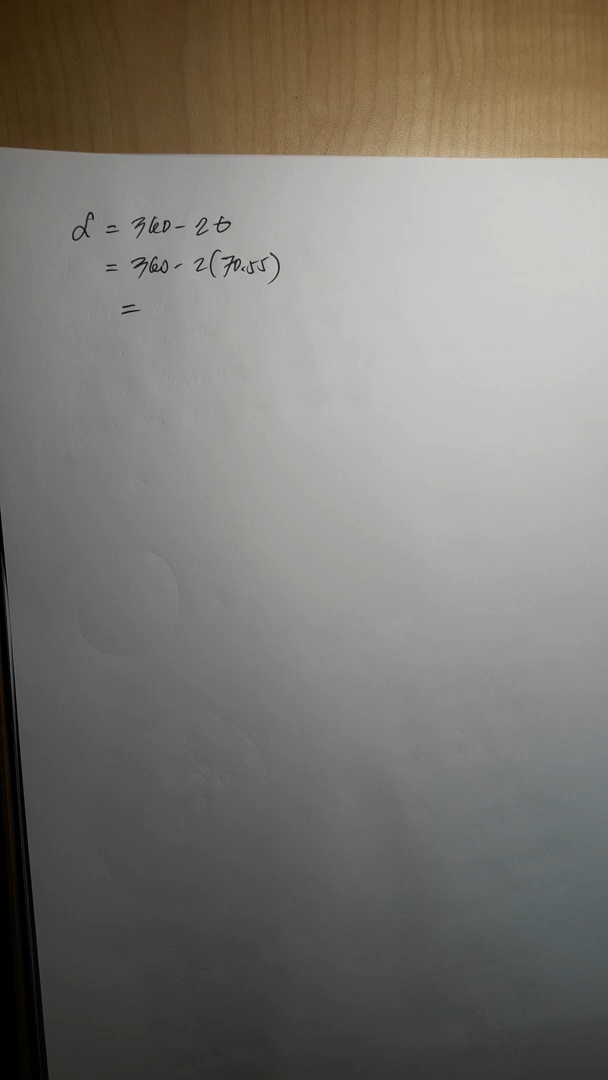 α = 360 - 2θ
= 360 - 2(70.55)
=